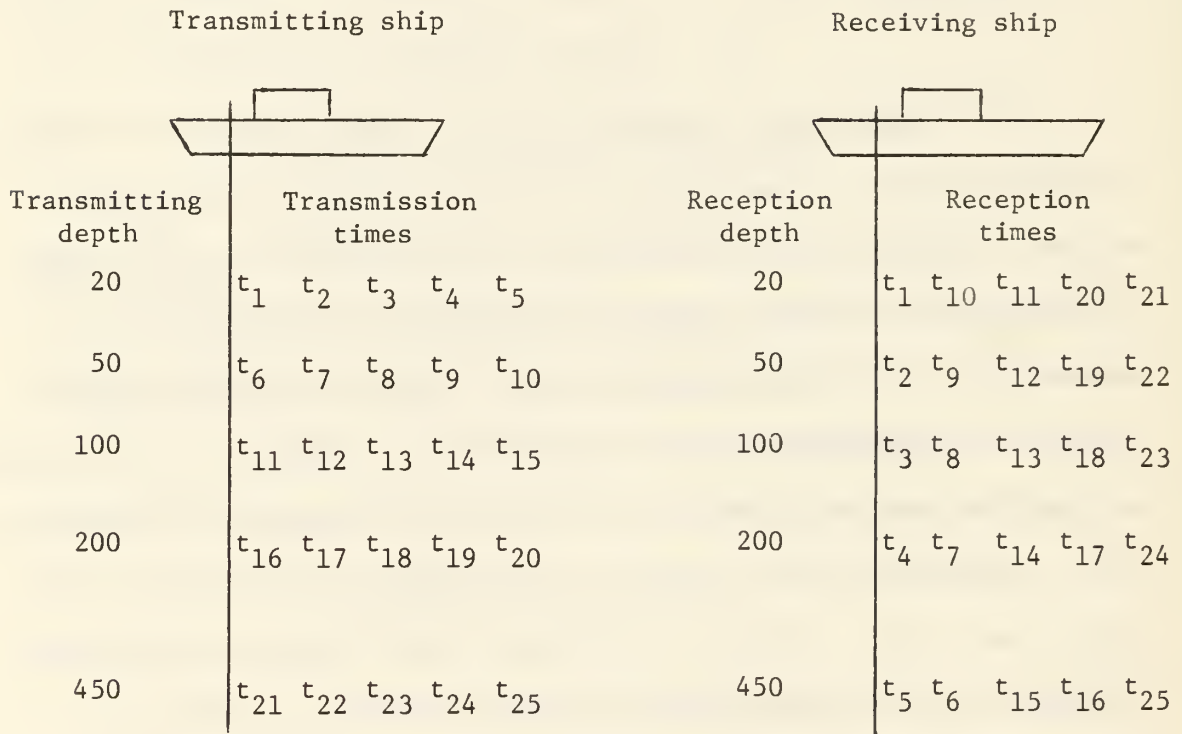 Transmitting ship Receiving ship
Transmitting depth Transmission times Reception depth Reception times
20 t₁ t₂ t₃ t₄ t₅ 20 t₁ t₁₀ t₁₁ t₂₀ t₂₁
50 t₆ t₇ t₈ t₉ t₁₀ 50 t₂ t₉ t₁₂ t₁₉ t₂₂
100 t₁₁ t₁₂ t₁₃ t₁₄ t₁₅ 100 t₃ t₈ t₁₃ t₁₈ t₂₃
200 t₁₆ t₁₇ t₁₈ t₁₉ t₂₀ 200 t₄ t₇ t₁₄ t₁₇ t₂₄
450 t₂₁ t₂₂ t₂₃ t₂₄ t₂₅ 450 t₅ t₆ t₁₅ t₁₆ t₂₅